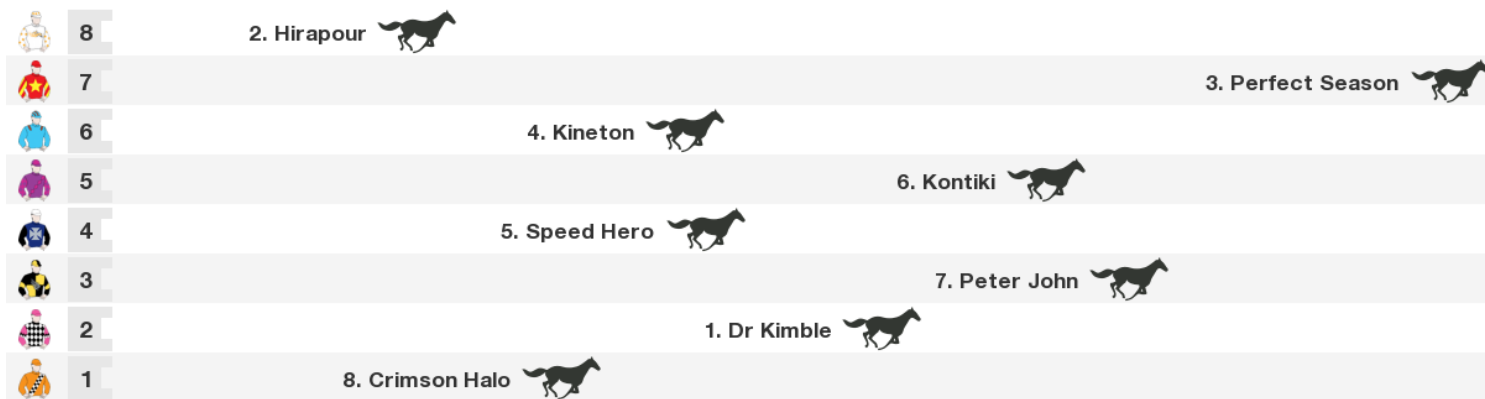 8 2. Hirapour
7 3. Perfect Season
6 4. Kineton
5 6. Kontiki
4 5. Speed Hero
3 7. Peter John
2 1. Dr Kimble
1 8. Crimson Halo